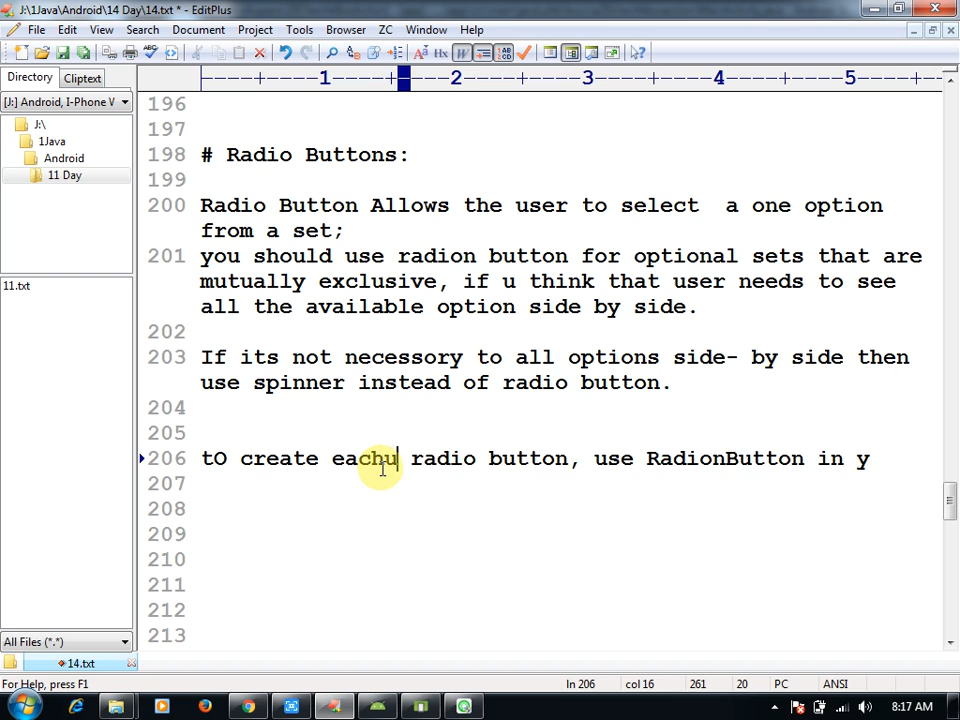 J:\1Java\Android\14 Day\14.txt * - EditPlus
File Edit View Search Document Project Tools Browser ZC Window Help
Directory Cliptext
----+----1----+----2----+----3----+----4----+----5----+--
[J:] Android, I-Phone V
J:\
1Java
Android
11 Day
11.txt
All Files (*.*)
196
197
198 # Radio Buttons:
199
200 Radio Button Allows the user to select  a one option
from a set;
201 you should use radion button for optional sets that are
mutually exclusive, if u think that user needs to see
all the available option side by side.
202
203 If its not necessory to all options side- by side then
use spinner instead of radio button.
204
205
206 tO create eachu radio button, use RadionButton in y
207
208
209
210
211
212
213
14.txt
For Help, press F1 ln 206 col 16 261 20 PC ANSI
8:17 AM